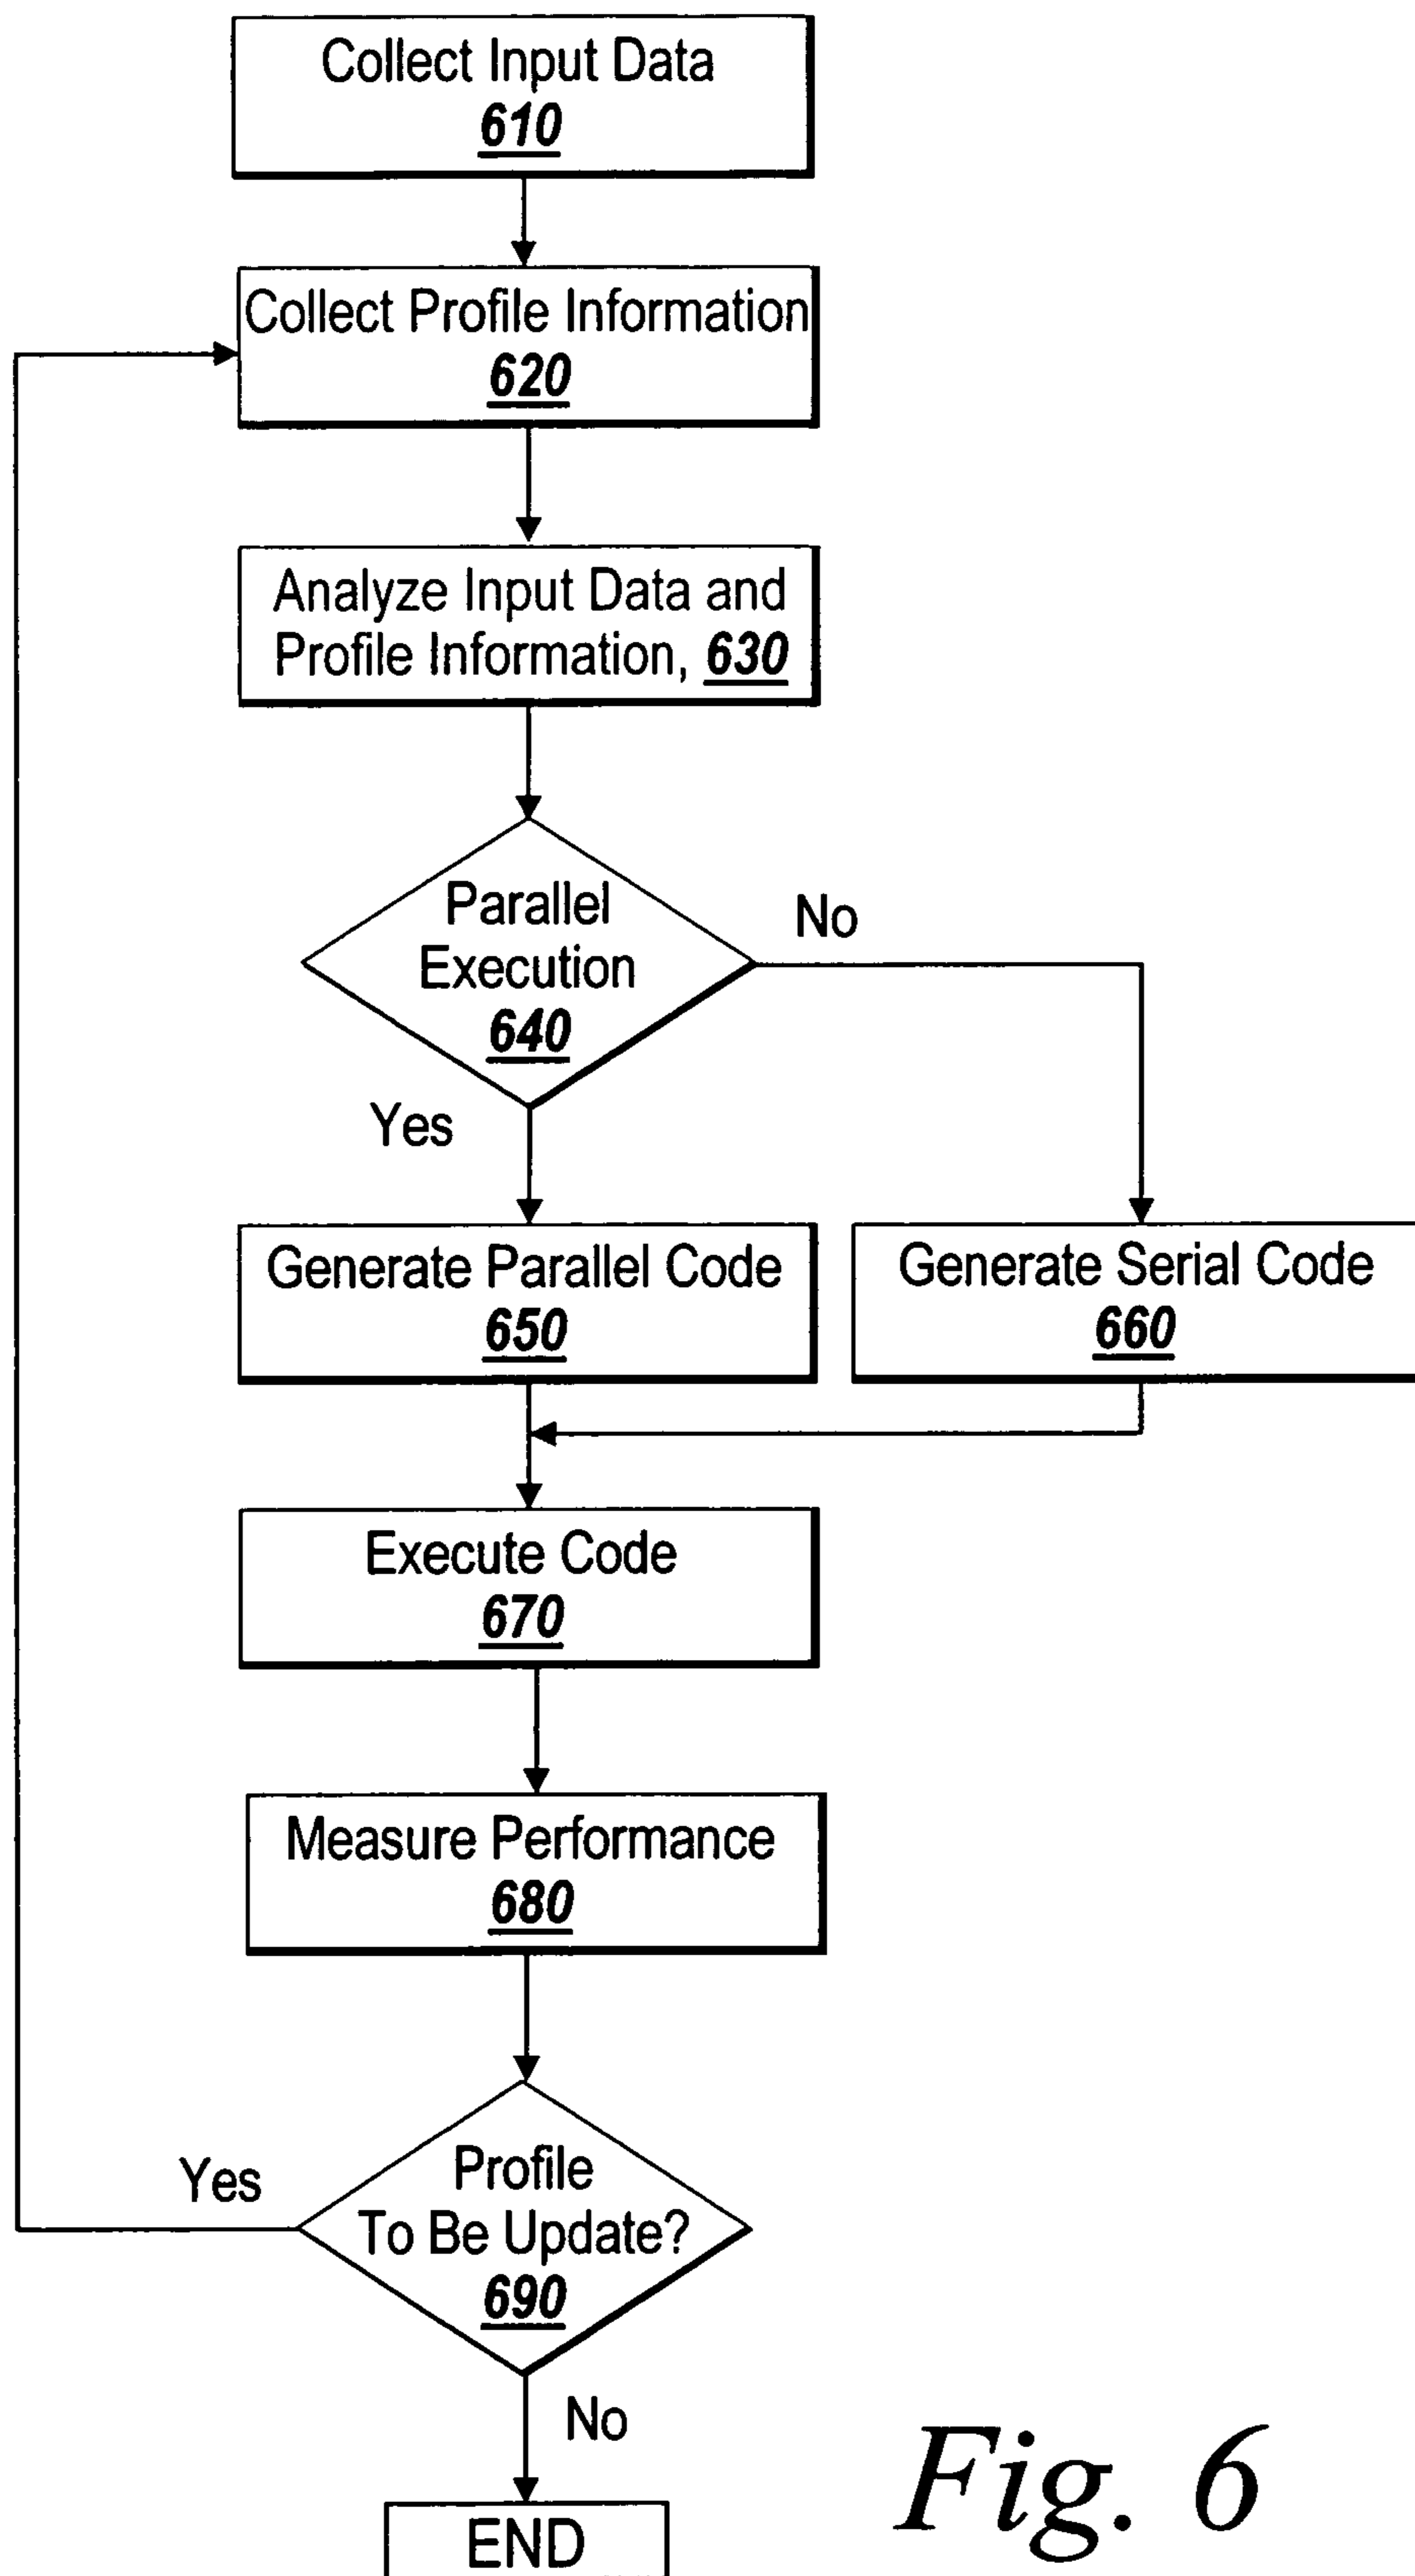 Collect Input Data
610
Collect Profile Information
620
Analyze Input Data and
Profile Information, 630
Parallel
Execution
640
No
Yes
Generate Parallel Code
650
Generate Serial Code
660
Execute Code
670
Measure Performance
680
Profile
To Be Update?
690
Yes
No
END
Fig. 6